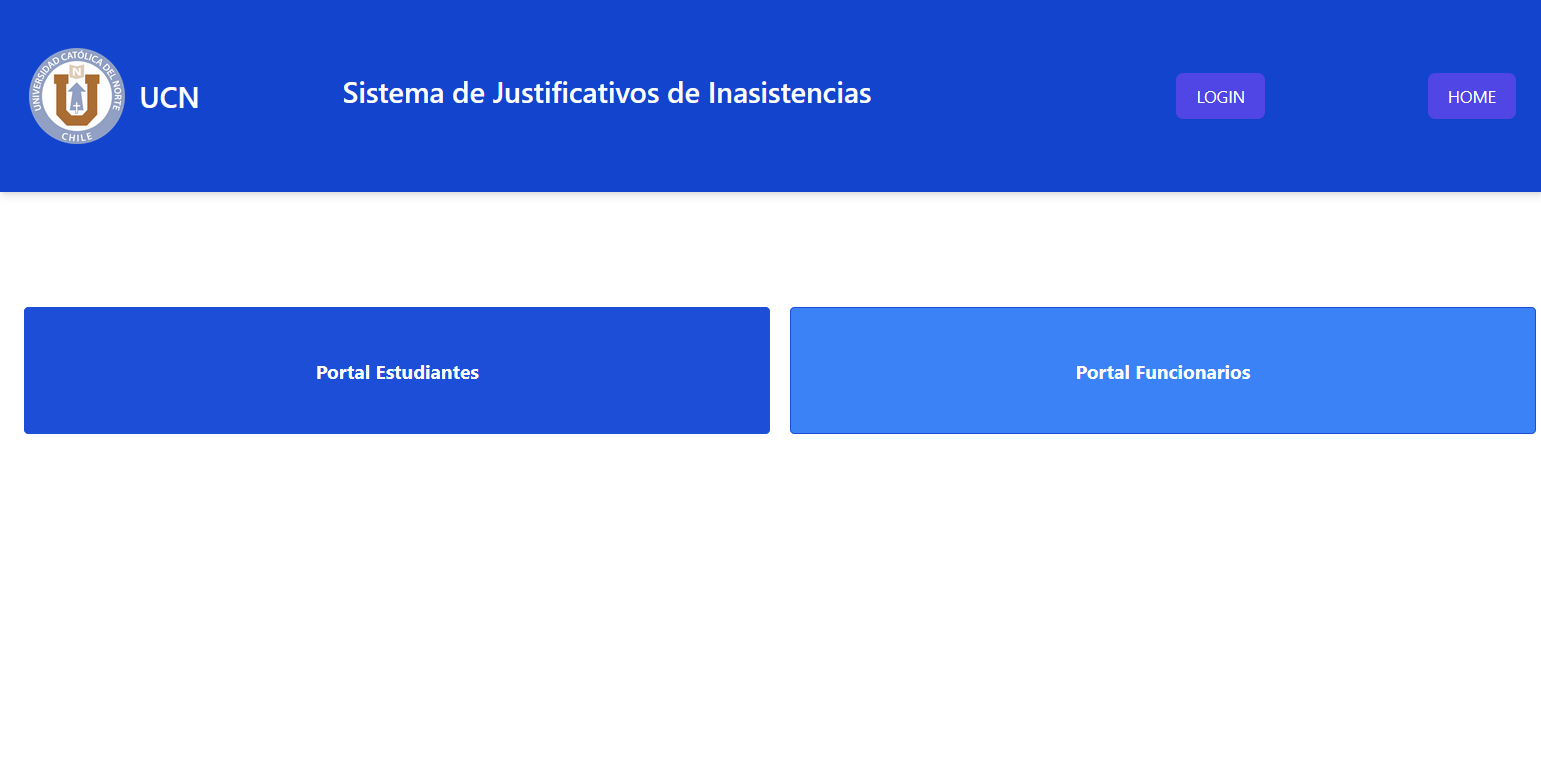 UNIVERSIDAD CATÓLICA DEL NORTE
N
CHILE
UCN
Sistema de Justificativos de Inasistencias
LOGIN
HOME
Portal Estudiantes
Portal Funcionarios